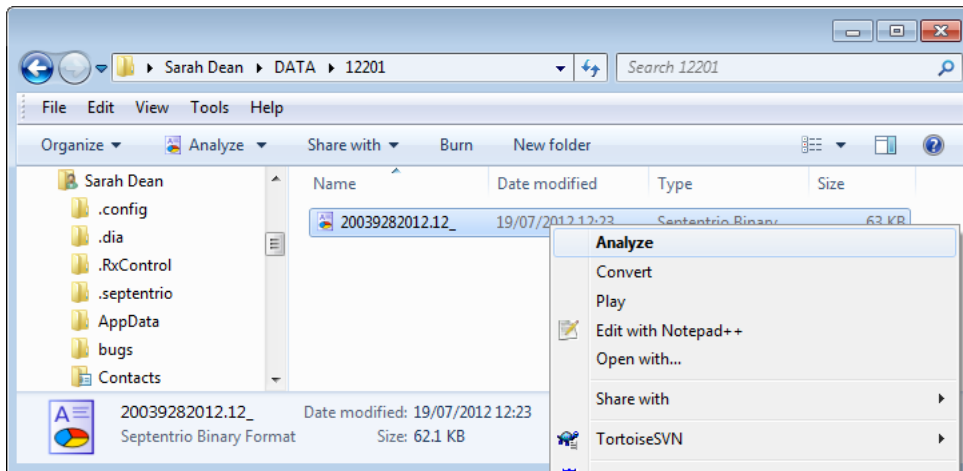 Sarah Dean DATA 12201 Search 12201
File Edit View Tools Help
Organize Analyze Share with Burn New folder
Sarah Dean
.config
.dia
.RxControl
.septentrio
AppData
bugs
Contacts
Name Date modified Type Size
20039282012.12_ 19/07/2012 12:23 Septentrio Binary 63 KB
Analyze
Convert
Play
Edit with Notepad++
Open with...
Share with
TortoiseSVN
20039282012.12_ Date modified: 19/07/2012 12:23
Septentrio Binary Format Size: 62.1 KB